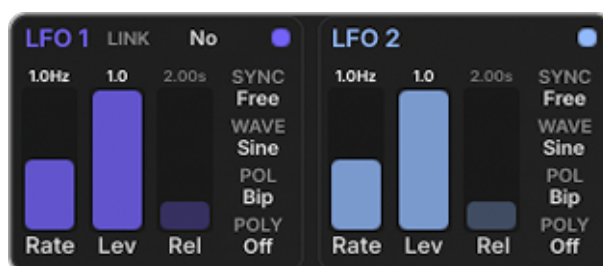 LFO 1 LINK No
1.0Hz 1.0 2.00s SYNC
Free
WAVE
Sine
POL
Bip
POLY
Rate Lev Rel Off
LFO 2
1.0Hz 1.0 2.00s SYNC
Free
WAVE
Sine
POL
Bip
POLY
Rate Lev Rel Off